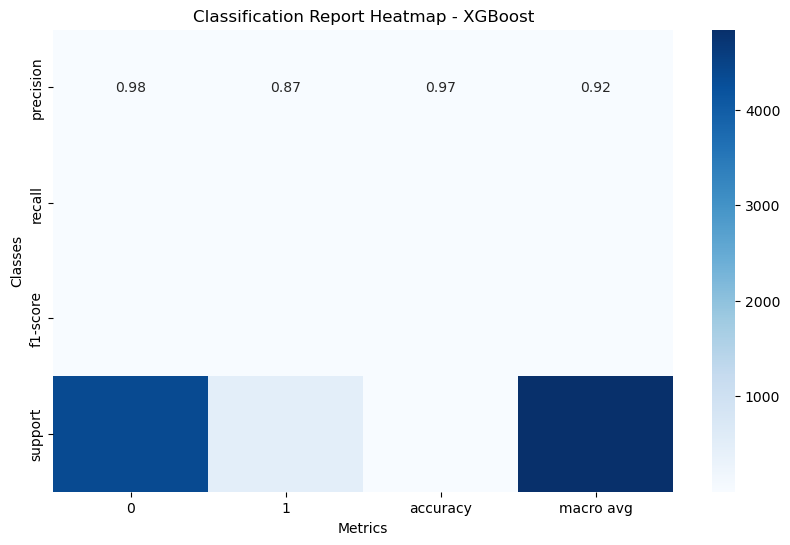 Classification Report Heatmap - XGBoost
precision
0.98 0.87 0.97 0.92
recall
f1-score
support
Classes
0 1 accuracy macro avg
Metrics
4000
3000
2000
1000